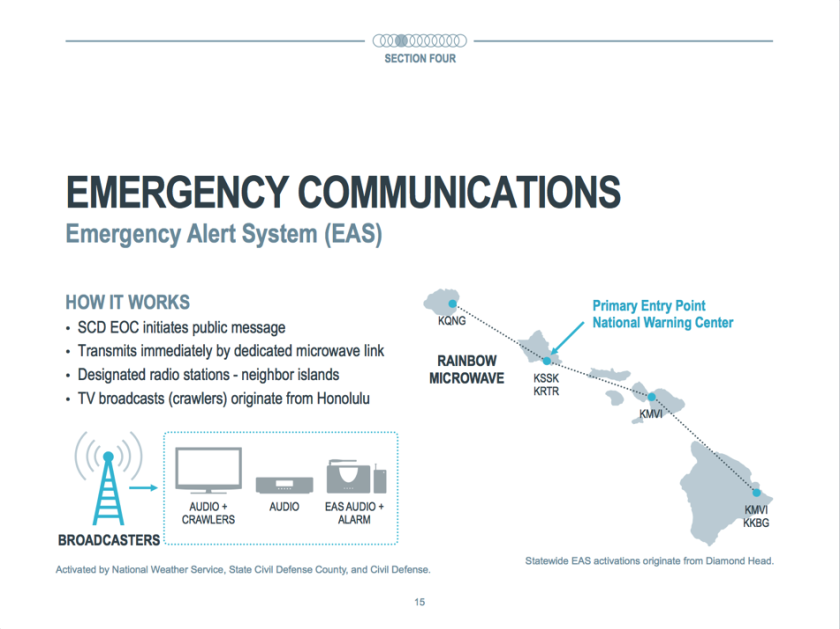 SECTION FOUR
EMERGENCY COMMUNICATIONS
Emergency Alert System (EAS)
HOW IT WORKS
• SCD EOC initiates public message
• Transmits immediately by dedicated microwave link
• Designated radio stations - neighbor islands
• TV broadcasts (crawlers) originate from Honolulu
BROADCASTERS
AUDIO +
CRAWLERS
AUDIO
EAS AUDIO +
ALARM
Activated by National Weather Service, State Civil Defense County, and Civil Defense.
KQNG
RAINBOW
MICROWAVE
Primary Entry Point
National Warning Center
KSSK
KRTR
KMVI
KMVI
KKBG
Statewide EAS activations originate from Diamond Head.
15